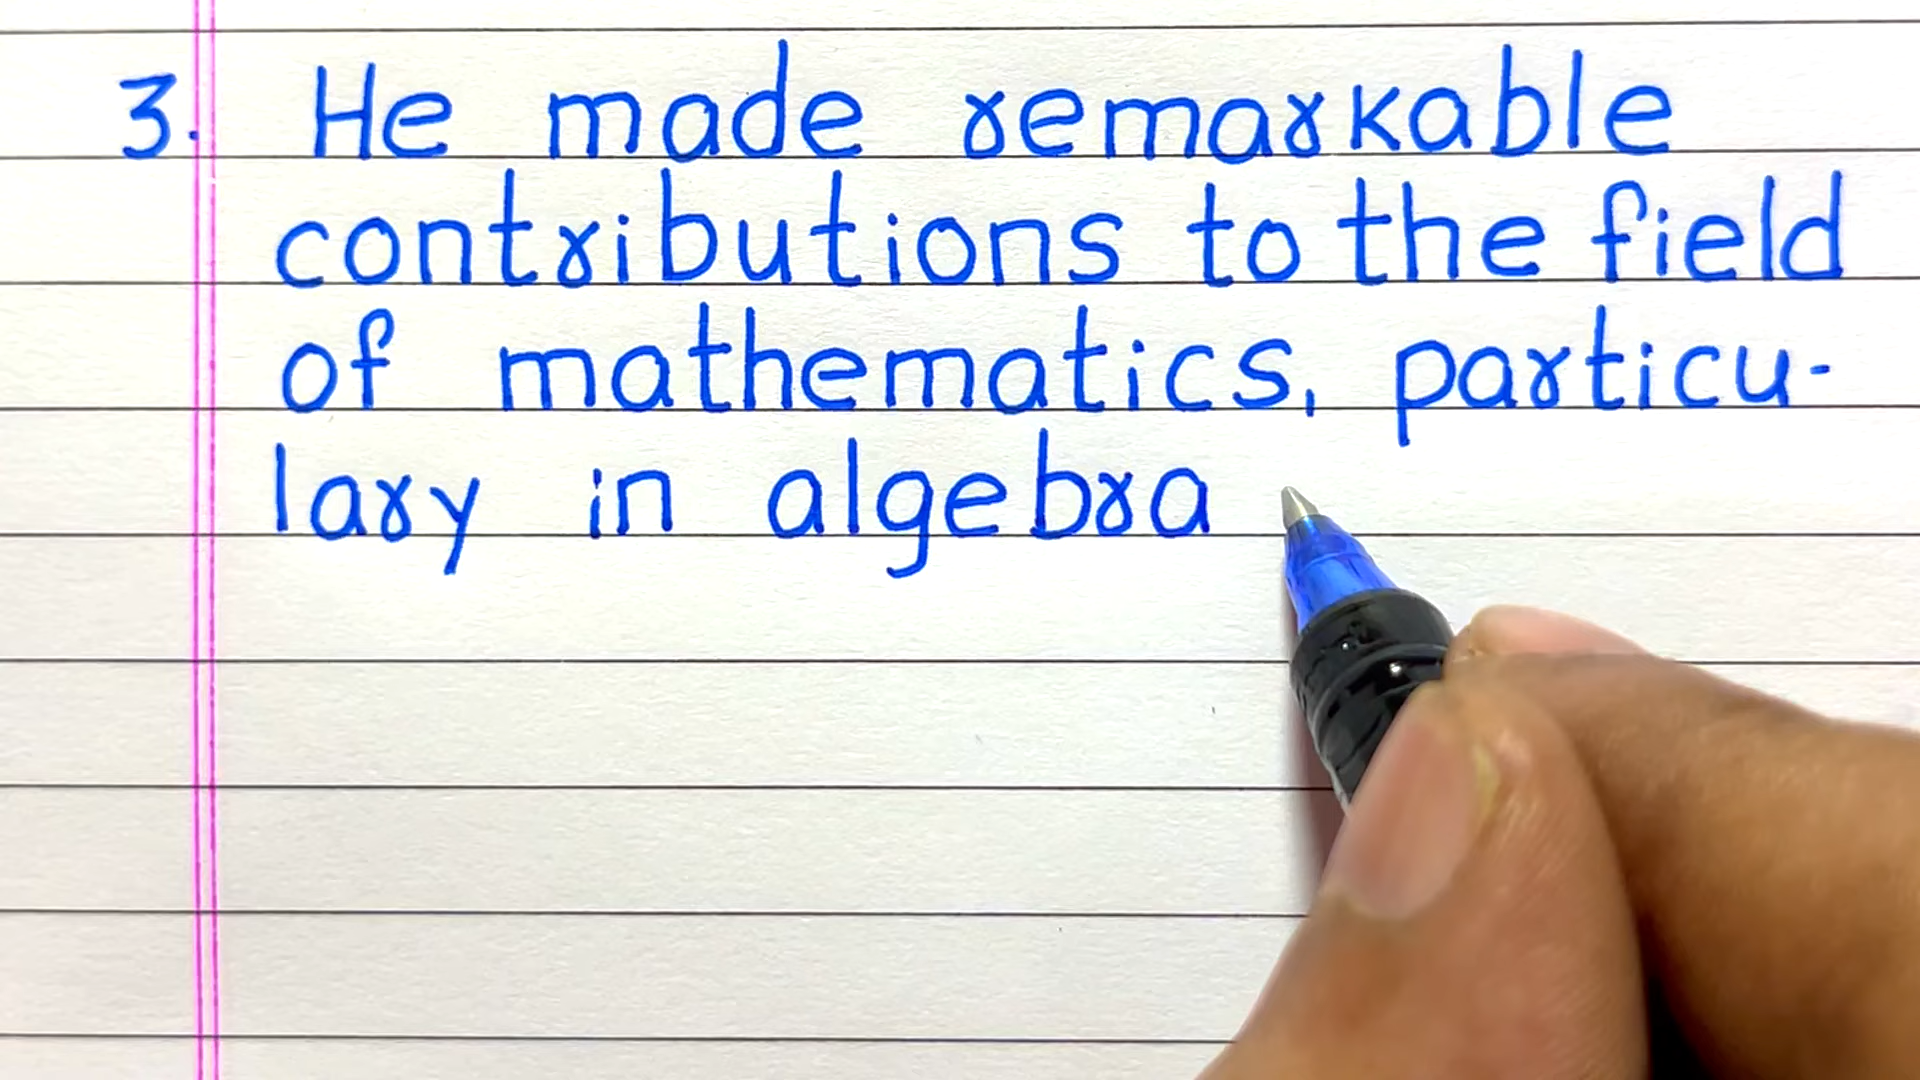 3. He made remarkable
contributions to the field
of mathematics, particu-
lary in algebra